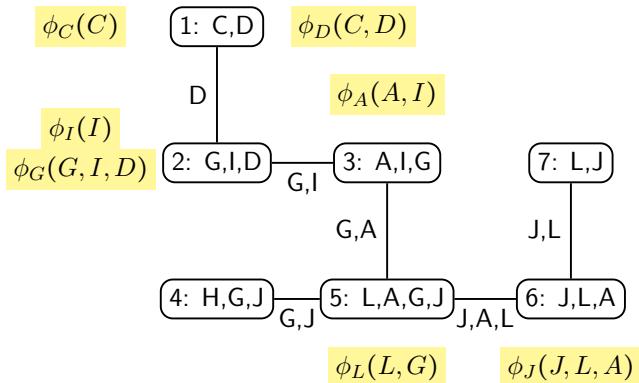 ϕ_C(C)
1: C,D
ϕ_D(C, D)
D
ϕ_A(A, I)
ϕ_I(I)
ϕ_G(G, I, D)
2: G,I,D
G,I
3: A,I,G
7: L,J
G,A
J,L
4: H,G,J
G,J
5: L,A,G,J
J,A,L
6: J,L,A
ϕ_L(L, G)
ϕ_J(J, L, A)